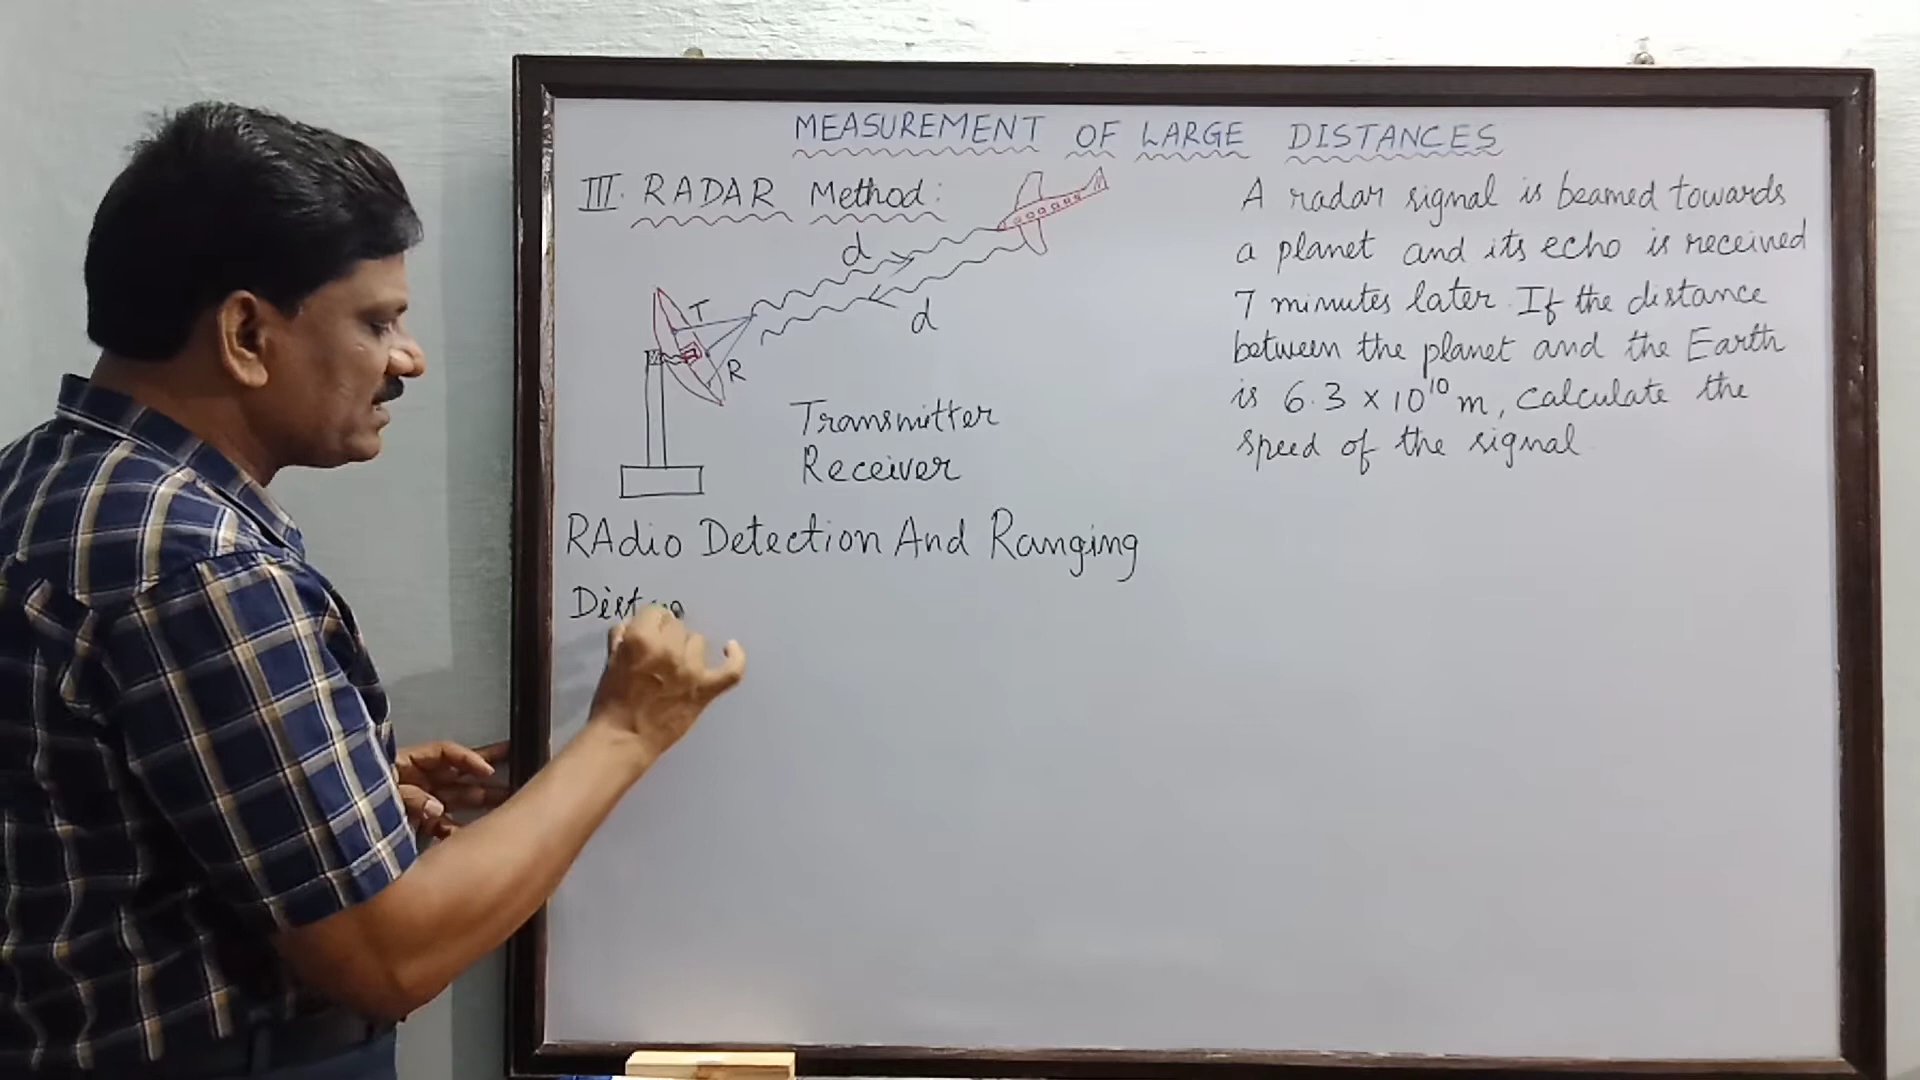 MEASUREMENT OF LARGE DISTANCES
III. RADAR Method:
d
d
T
R
Transmitter
Receiver
RAdio Detection And Ranging
A radar signal is beamed towards
a planet and its echo is received
7 minutes later. If the distance
between the planet and the Earth
is 6.3 × 10¹⁰ m, calculate the
speed of the signal.